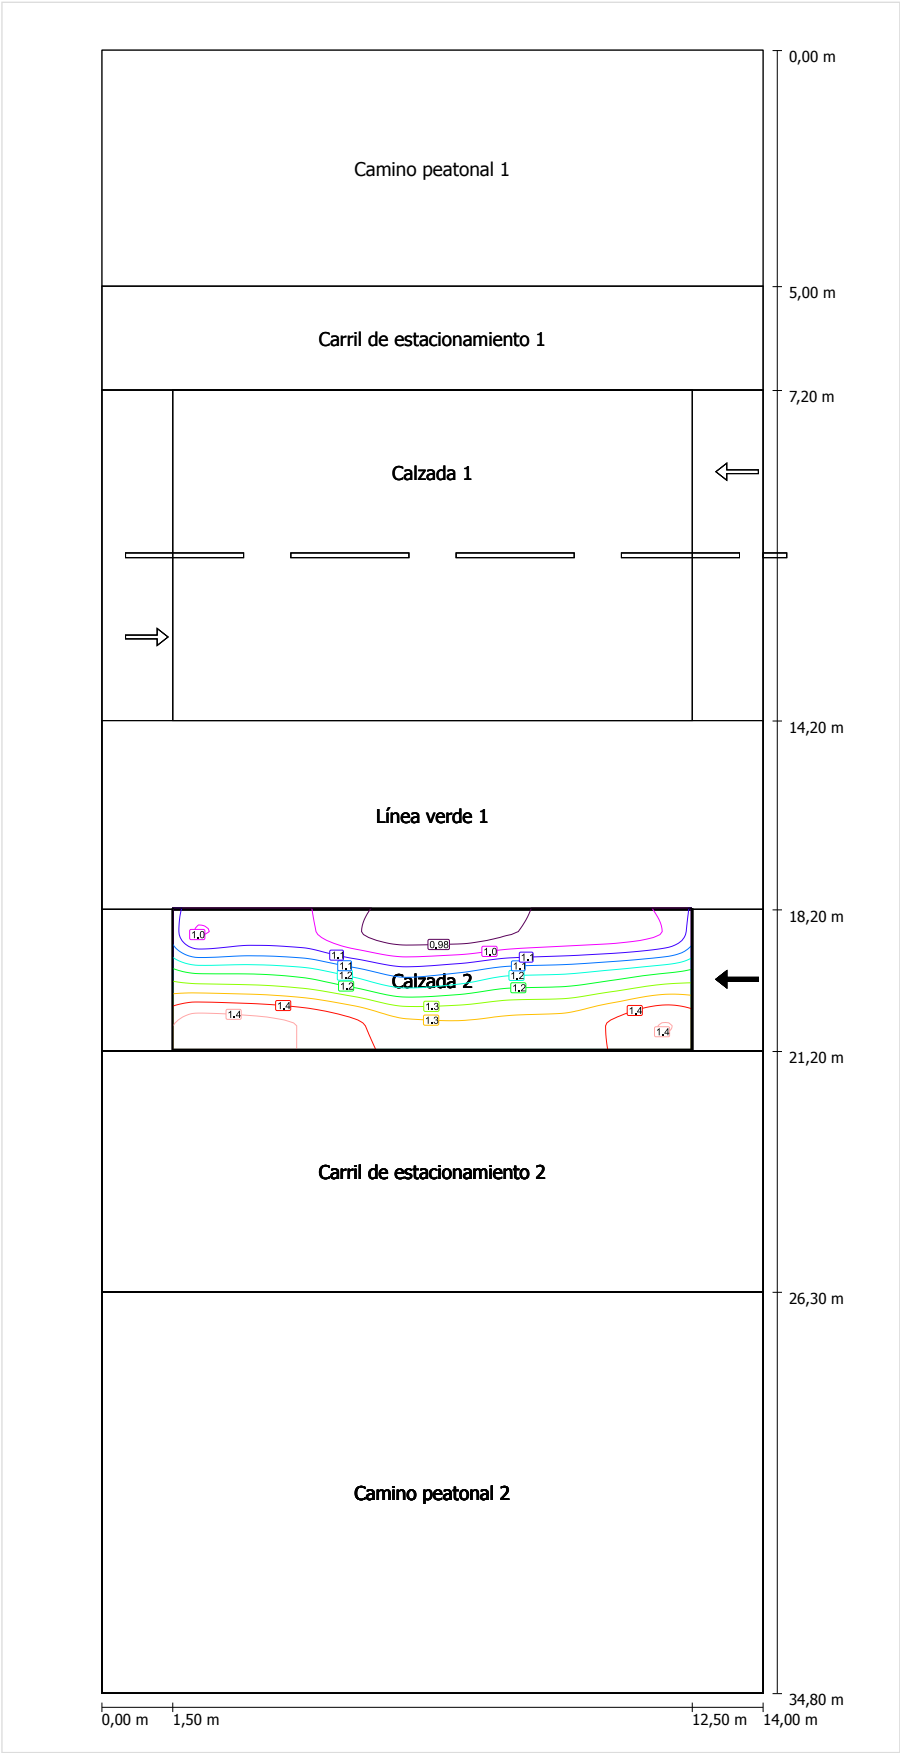 0,00 m
Camino peatonal 1
5,00 m
Carril de estacionamiento 1
7,20 m
Calzada 1
14,20 m
Línea verde 1
18,20 m
1.0
0,98
1.0
1.1
1.1
1.1
1.1
1.2
1.2
Calzada 2
1.2
1.2
1.3
1.4
1.4
1.4
1.3
1.4
21,20 m
Carril de estacionamiento 2
26,30 m
Camino peatonal 2
34,80 m
0,00 m
1,50 m
12,50 m
14,00 m